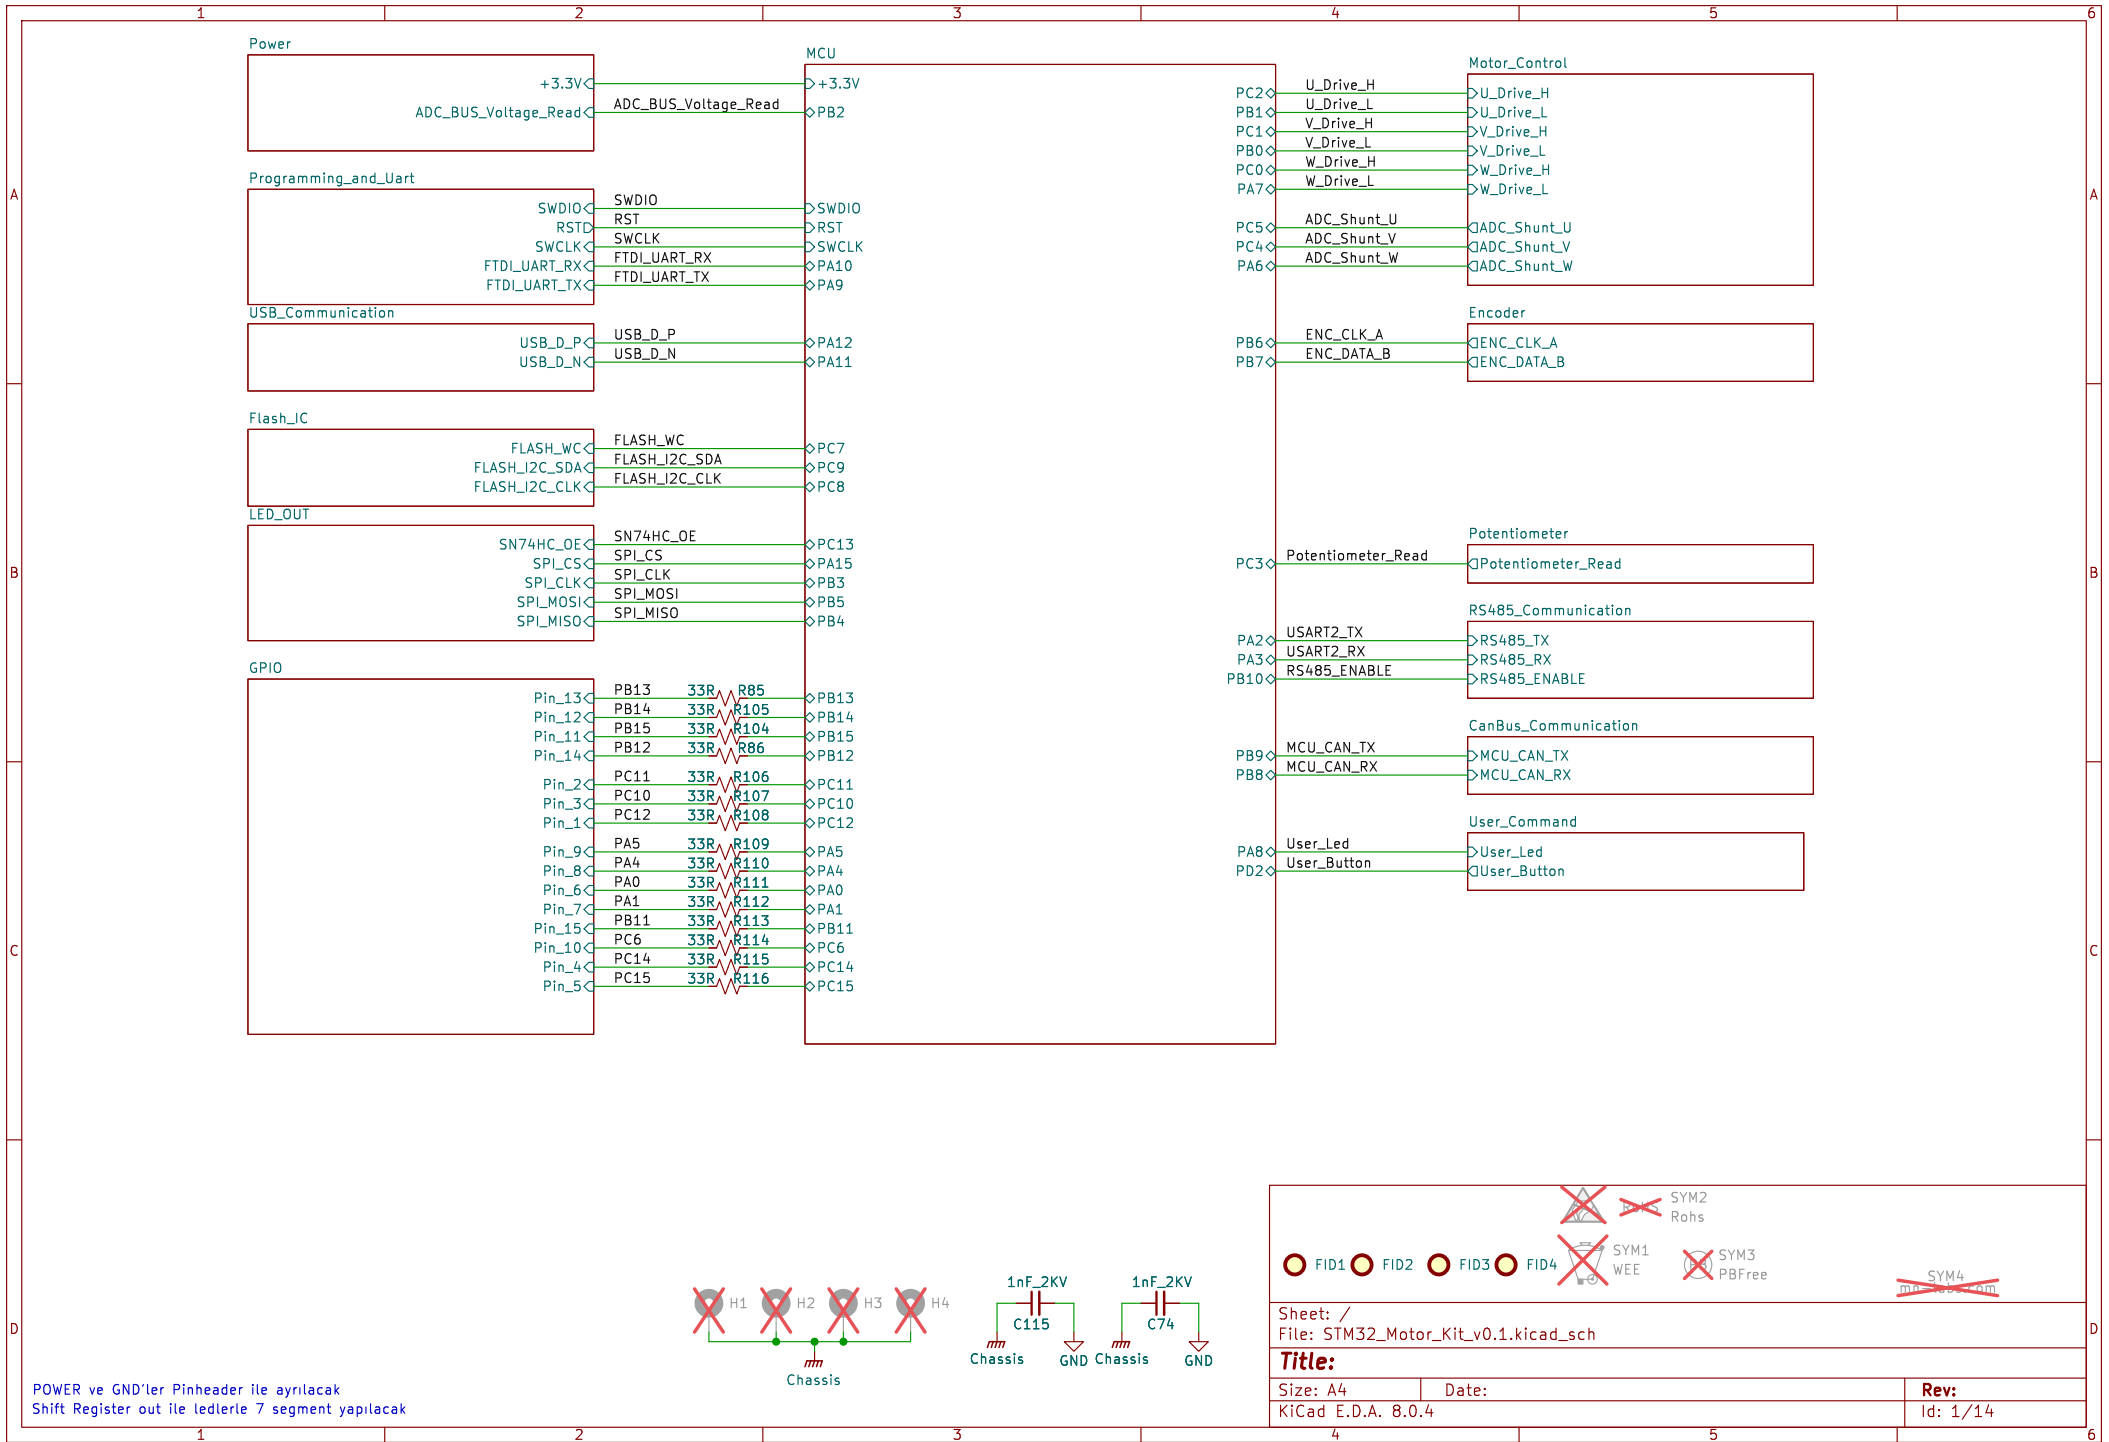 1 2 3 4 5 6
A
B
C
D
Power
+3.3V
ADC_BUS_Voltage_Read ADC_BUS_Voltage_Read
Programming_and_Uart
SWDIO SWDIO
RST RST
SWCLK SWCLK
FTDI_UART_RX FTDI_UART_RX
FTDI_UART_TX FTDI_UART_TX
USB_Communication
USB_D_P USB_D_P
USB_D_N USB_D_N
Flash_IC
FLASH_WC FLASH_WC
FLASH_I2C_SDA FLASH_I2C_SDA
FLASH_I2C_CLK FLASH_I2C_CLK
LED_OUT
SN74HC_OE SN74HC_OE
SPI_CS SPI_CS
SPI_CLK SPI_CLK
SPI_MOSI SPI_MOSI
SPI_MISO SPI_MISO
GPIO
Pin_13 PB13 33R R85
Pin_12 PB14 33R R105
Pin_11 PB15 33R R104
Pin_14 PB12 33R R86
Pin_2 PC11 33R R106
Pin_3 PC10 33R R107
Pin_1 PC12 33R R108
Pin_9 PA5 33R R109
Pin_8 PA4 33R R110
Pin_6 PA0 33R R111
Pin_7 PA1 33R R112
Pin_15 PB11 33R R113
Pin_10 PC6 33R R114
Pin_4 PC14 33R R115
Pin_5 PC15 33R R116
MCU
+3.3V
PB2
SWDIO
RST
SWCLK
PA10
PA9
PA12
PA11
PC7
PC9
PC8
PC13
PA15
PB3
PB5
PB4
PB13
PB14
PB15
PB12
PC11
PC10
PC12
PA5
PA4
PA0
PA1
PB11
PC6
PC14
PC15
Motor_Control
PC2 U_Drive_H U_Drive_H
PB1 U_Drive_L U_Drive_L
PC1 V_Drive_H V_Drive_H
PB0 V_Drive_L V_Drive_L
PC0 W_Drive_H W_Drive_H
PA7 W_Drive_L W_Drive_L
PC5 ADC_Shunt_U ADC_Shunt_U
PC4 ADC_Shunt_V ADC_Shunt_V
PA6 ADC_Shunt_W ADC_Shunt_W
Encoder
PB6 ENC_CLK_A ENC_CLK_A
PB7 ENC_DATA_B ENC_DATA_B
Potentiometer
PC3 Potentiometer_Read Potentiometer_Read
RS485_Communication
PA2 USART2_TX RS485_TX
PA3 USART2_RX RS485_RX
PB10 RS485_ENABLE RS485_ENABLE
CanBus_Communication
PB9 MCU_CAN_TX MCU_CAN_TX
PB8 MCU_CAN_RX MCU_CAN_RX
User_Command
PA8 User_Led User_Led
PD2 User_Button User_Button
A
B
C
D
H1 H2 H3 H4
Chassis
1nF_2KV
C115
Chassis GND
1nF_2KV
C74
Chassis GND
POWER ve GND'ler Pinheader ile ayrılacak
Shift Register out ile ledlerle 7 segment yapılacak
RoHS SYM2
Rohs
FID1 FID2 FID3 FID4
SYM1
WEE
SYM3
PBFree
SYM4
Sheet: /
File: STM32_Motor_Kit_v0.1.kicad_sch
Title:
Size: A4 Date: Rev:
KiCad E.D.A. 8.0.4 Id: 1/14
1 2 3 4 5 6